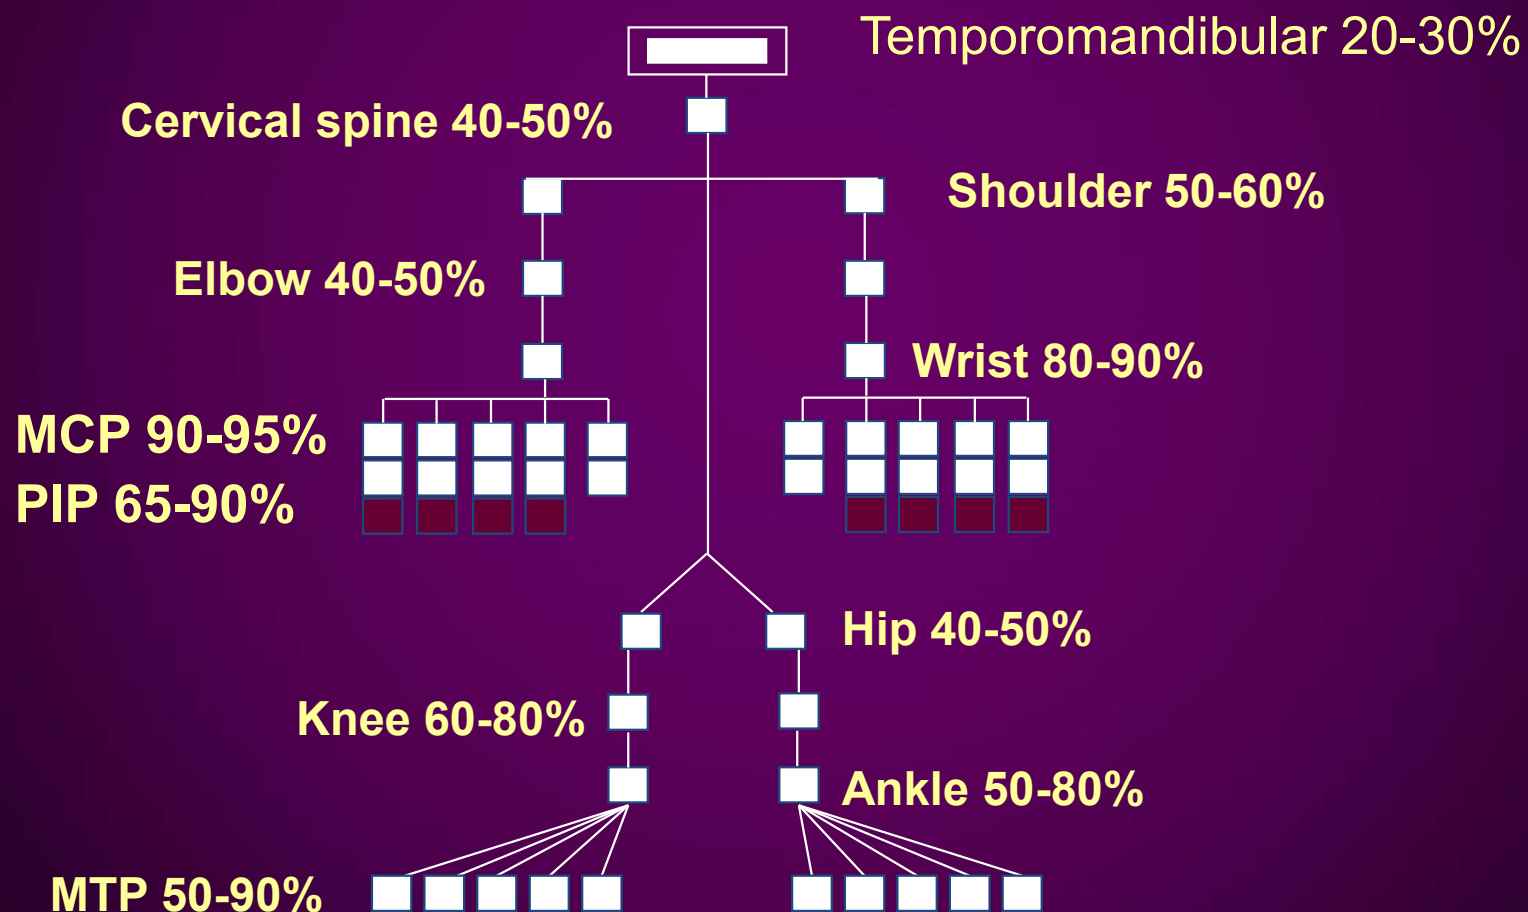 Temporomandibular 20-30%
Cervical spine 40-50%
Shoulder 50-60%
Elbow 40-50%
Wrist 80-90%
MCP 90-95%
PIP 65-90%
Hip 40-50%
Knee 60-80%
Ankle 50-80%
MTP 50-90%